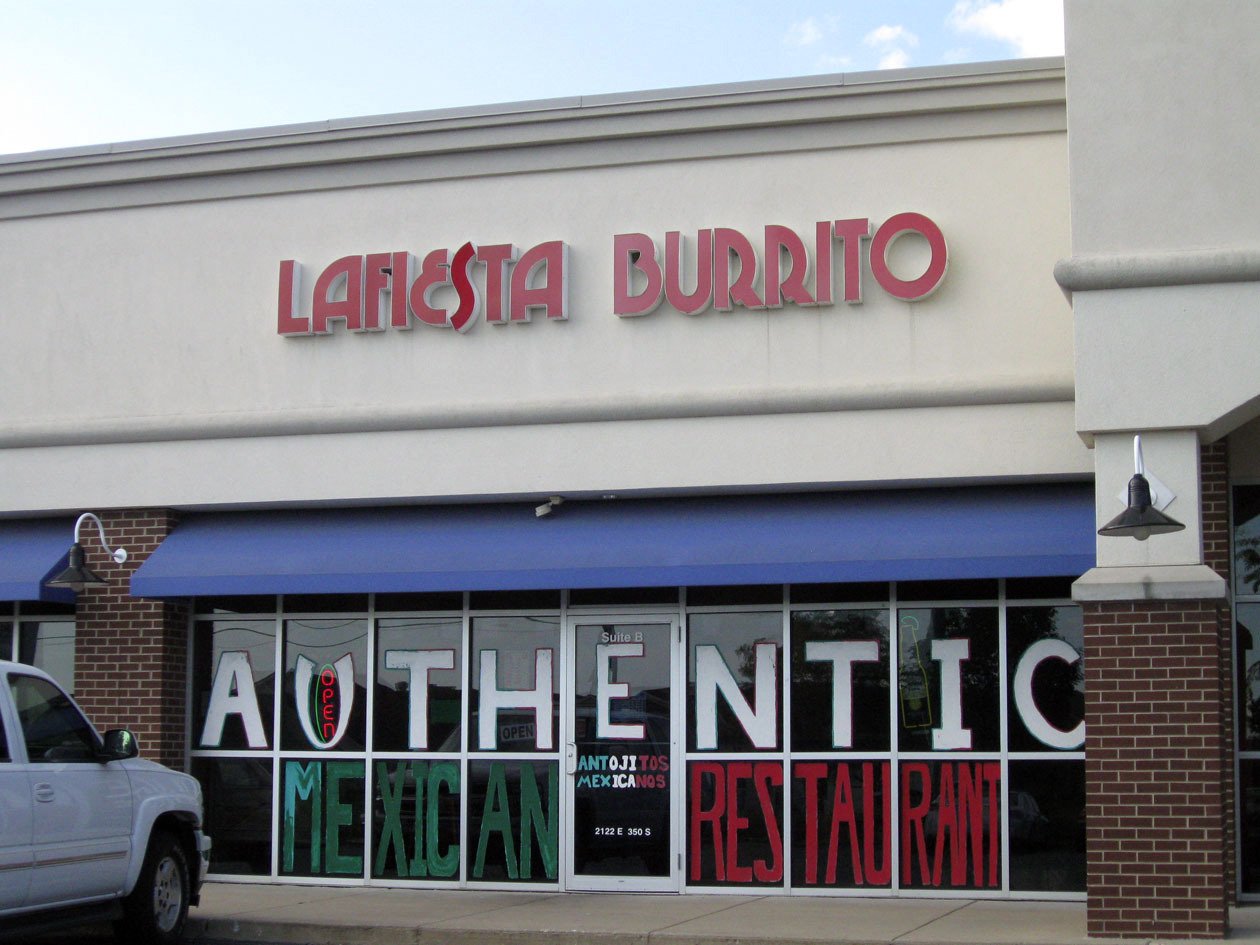 LAFIESTA BURRITO
Suite B
AUTHENTIC
OPEN
OPEN
ANTOJITOS
MEXICANOS
MEXICAN RESTAURANT
2122 E 350 S